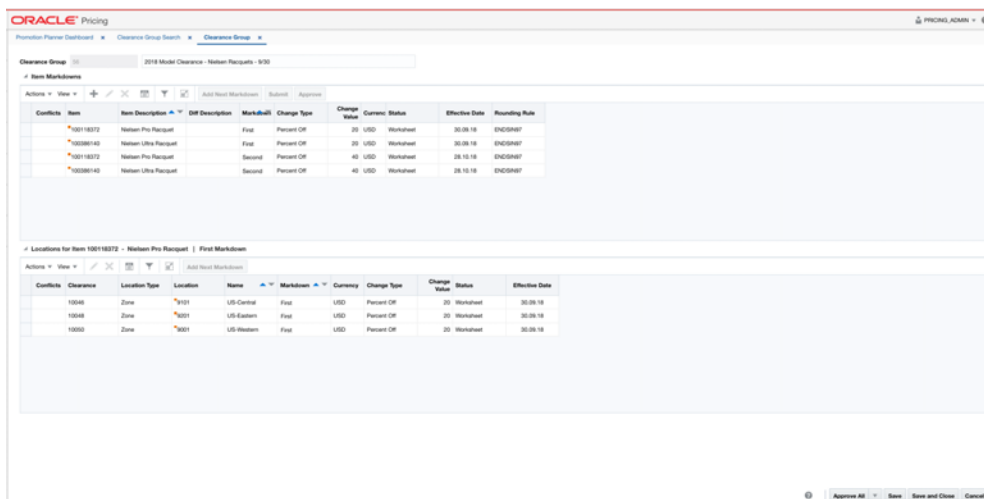 ORACLE Pricing
PRICING_ADMIN
Promotion Planner Dashboard × Clearance Group Search × Clearance Group ×
Clearance Group 2018 Model Clearance - Nielsen Racquets - 9/30
Item Markdowns
Actions View Add Next Markdown Submit Approve
Conflicts Item Item Description Diff Description Markdown Change Type Change Value Currenc Status Effective Date Rounding Rule
100118372 Nielsen Pro Racquet First Percent Off 20 USD Worksheet 30.09.18 ENDSIN97
100386140 Nielsen Ultra Racquet First Percent Off 20 USD Worksheet 30.09.18 ENDSIN97
100118372 Nielsen Pro Racquet Second Percent Off 40 USD Worksheet 28.10.18 ENDSIN97
100386140 Nielsen Ultra Racquet Second Percent Off 40 USD Worksheet 28.10.18 ENDSIN97
Locations for Item 100118372 - Nielsen Pro Racquet | First Markdown
Actions View Add Next Markdown
Conflicts Clearance Location Type Location Name Markdown Currency Change Type Change Value Status Effective Date
10046 Zone 9101 US-Central First USD Percent Off 20 Worksheet 30.09.18
10048 Zone 9201 US-Eastern First USD Percent Off 20 Worksheet 30.09.18
10050 Zone 9001 US-Western First USD Percent Off 20 Worksheet 30.09.18
Approve All Save Save and Close Cancel